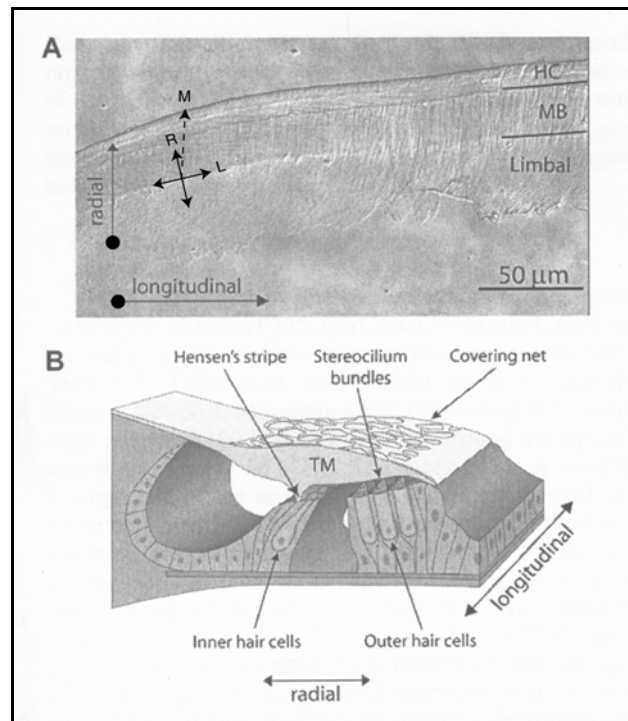 A
HC
M
MB
R
L
Limbal
radial
longitudinal
50 µm
B
Hensen's stripe
Stereocilium bundles
Covering net
TM
longitudinal
Inner hair cells
Outer hair cells
radial